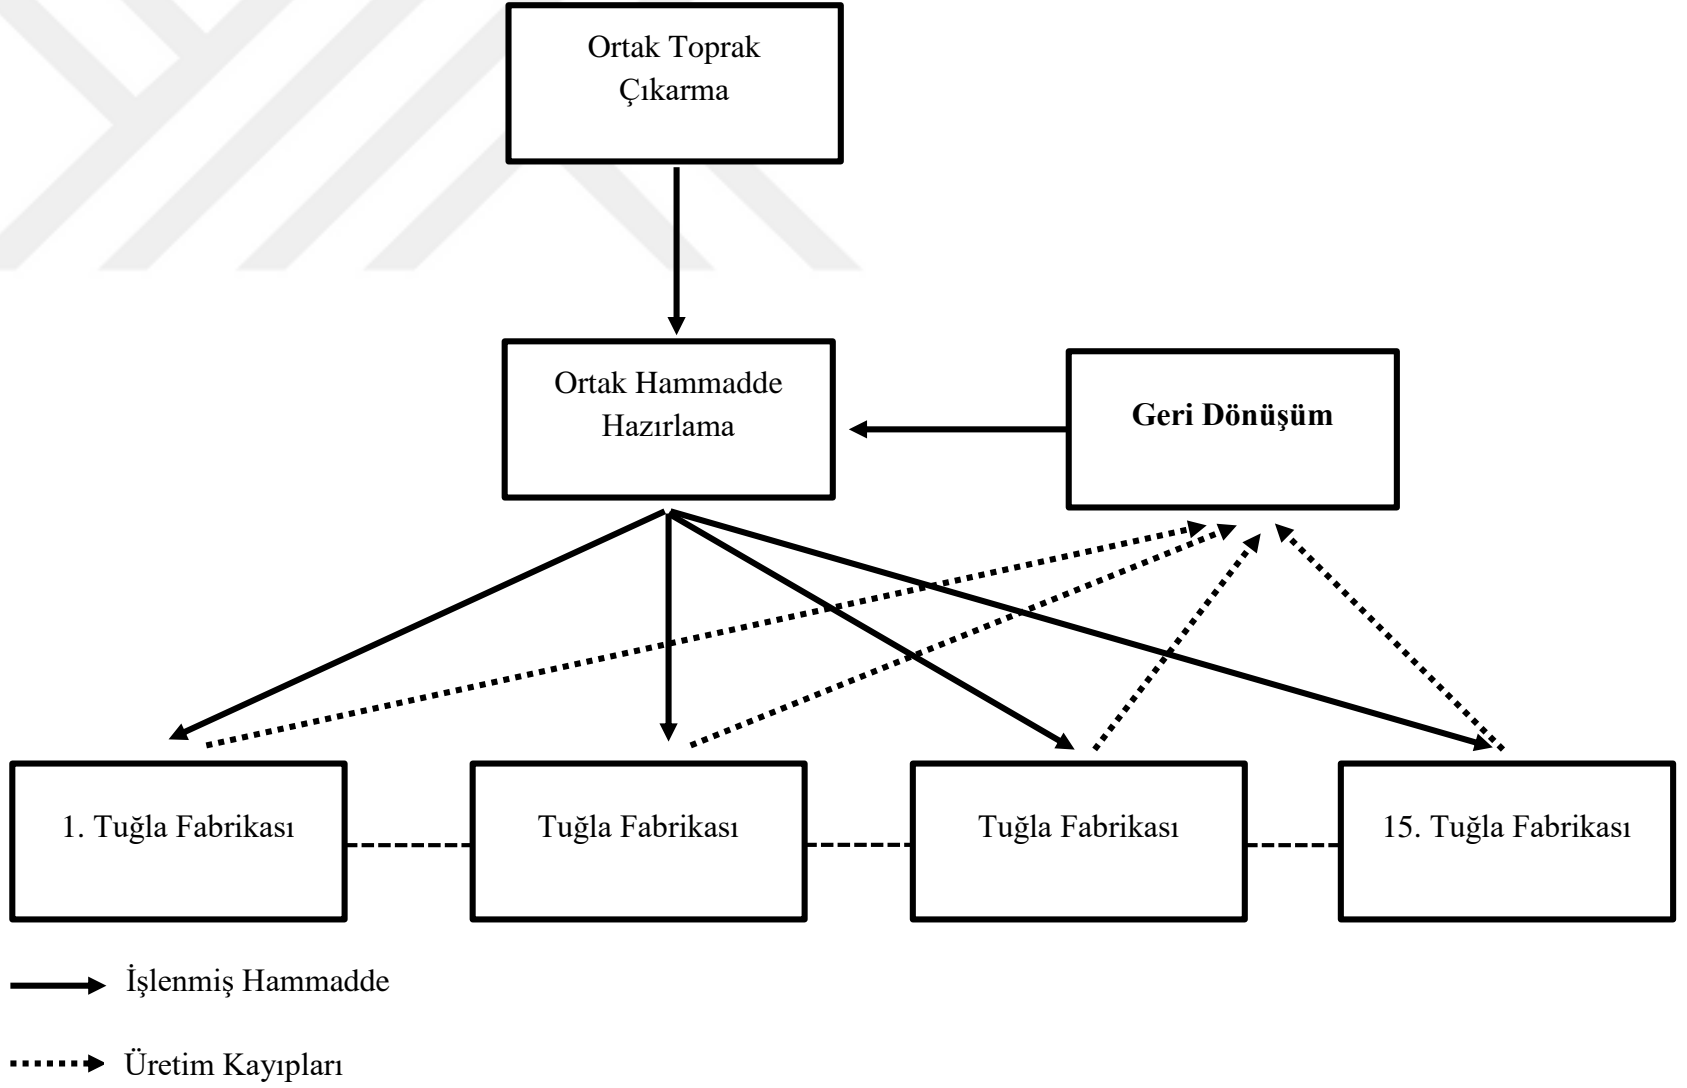 Ortak Toprak
Çıkarma
Ortak Hammadde
Hazırlama
Geri Dönüşüm
1. Tuğla Fabrikası
Tuğla Fabrikası
Tuğla Fabrikası
15. Tuğla Fabrikası
İşlenmiş Hammadde
Üretim Kayıpları